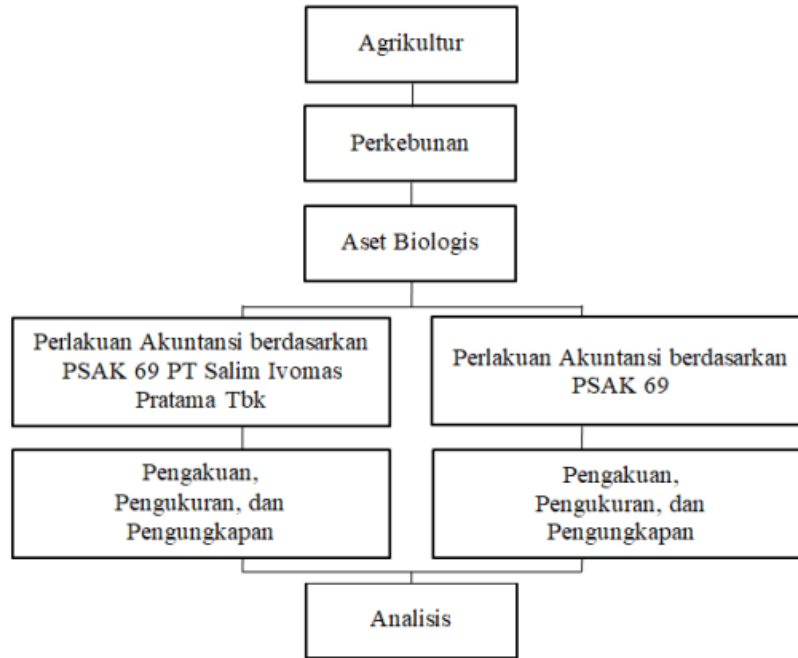 Agrikultur
Perkebunan
Aset Biologis
Perlakuan Akuntansi berdasarkan
PSAK 69 PT Salim Ivomas
Pratama Tbk
Perlakuan Akuntansi berdasarkan
PSAK 69
Pengakuan,
Pengukuran, dan
Pengungkapan
Pengakuan,
Pengukuran, dan
Pengungkapan
Analisis